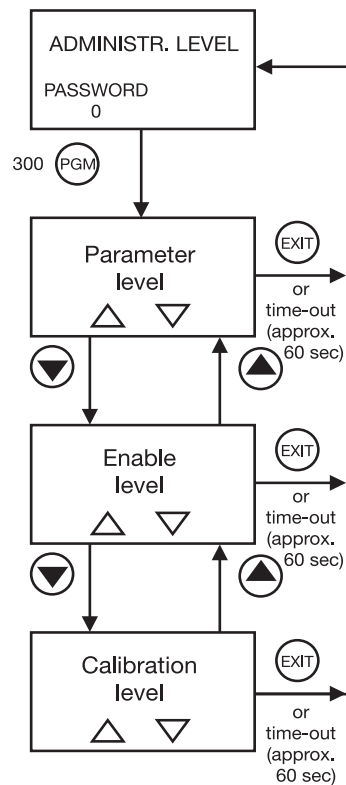 ADMINISTR. LEVEL
PASSWORD
0
300 PGM
Parameter
level
EXIT
or
time-out
(approx.
60 sec)
Enable
level
EXIT
or
time-out
(approx.
60 sec)
Calibration
level
EXIT
or
time-out
(approx.
60 sec)